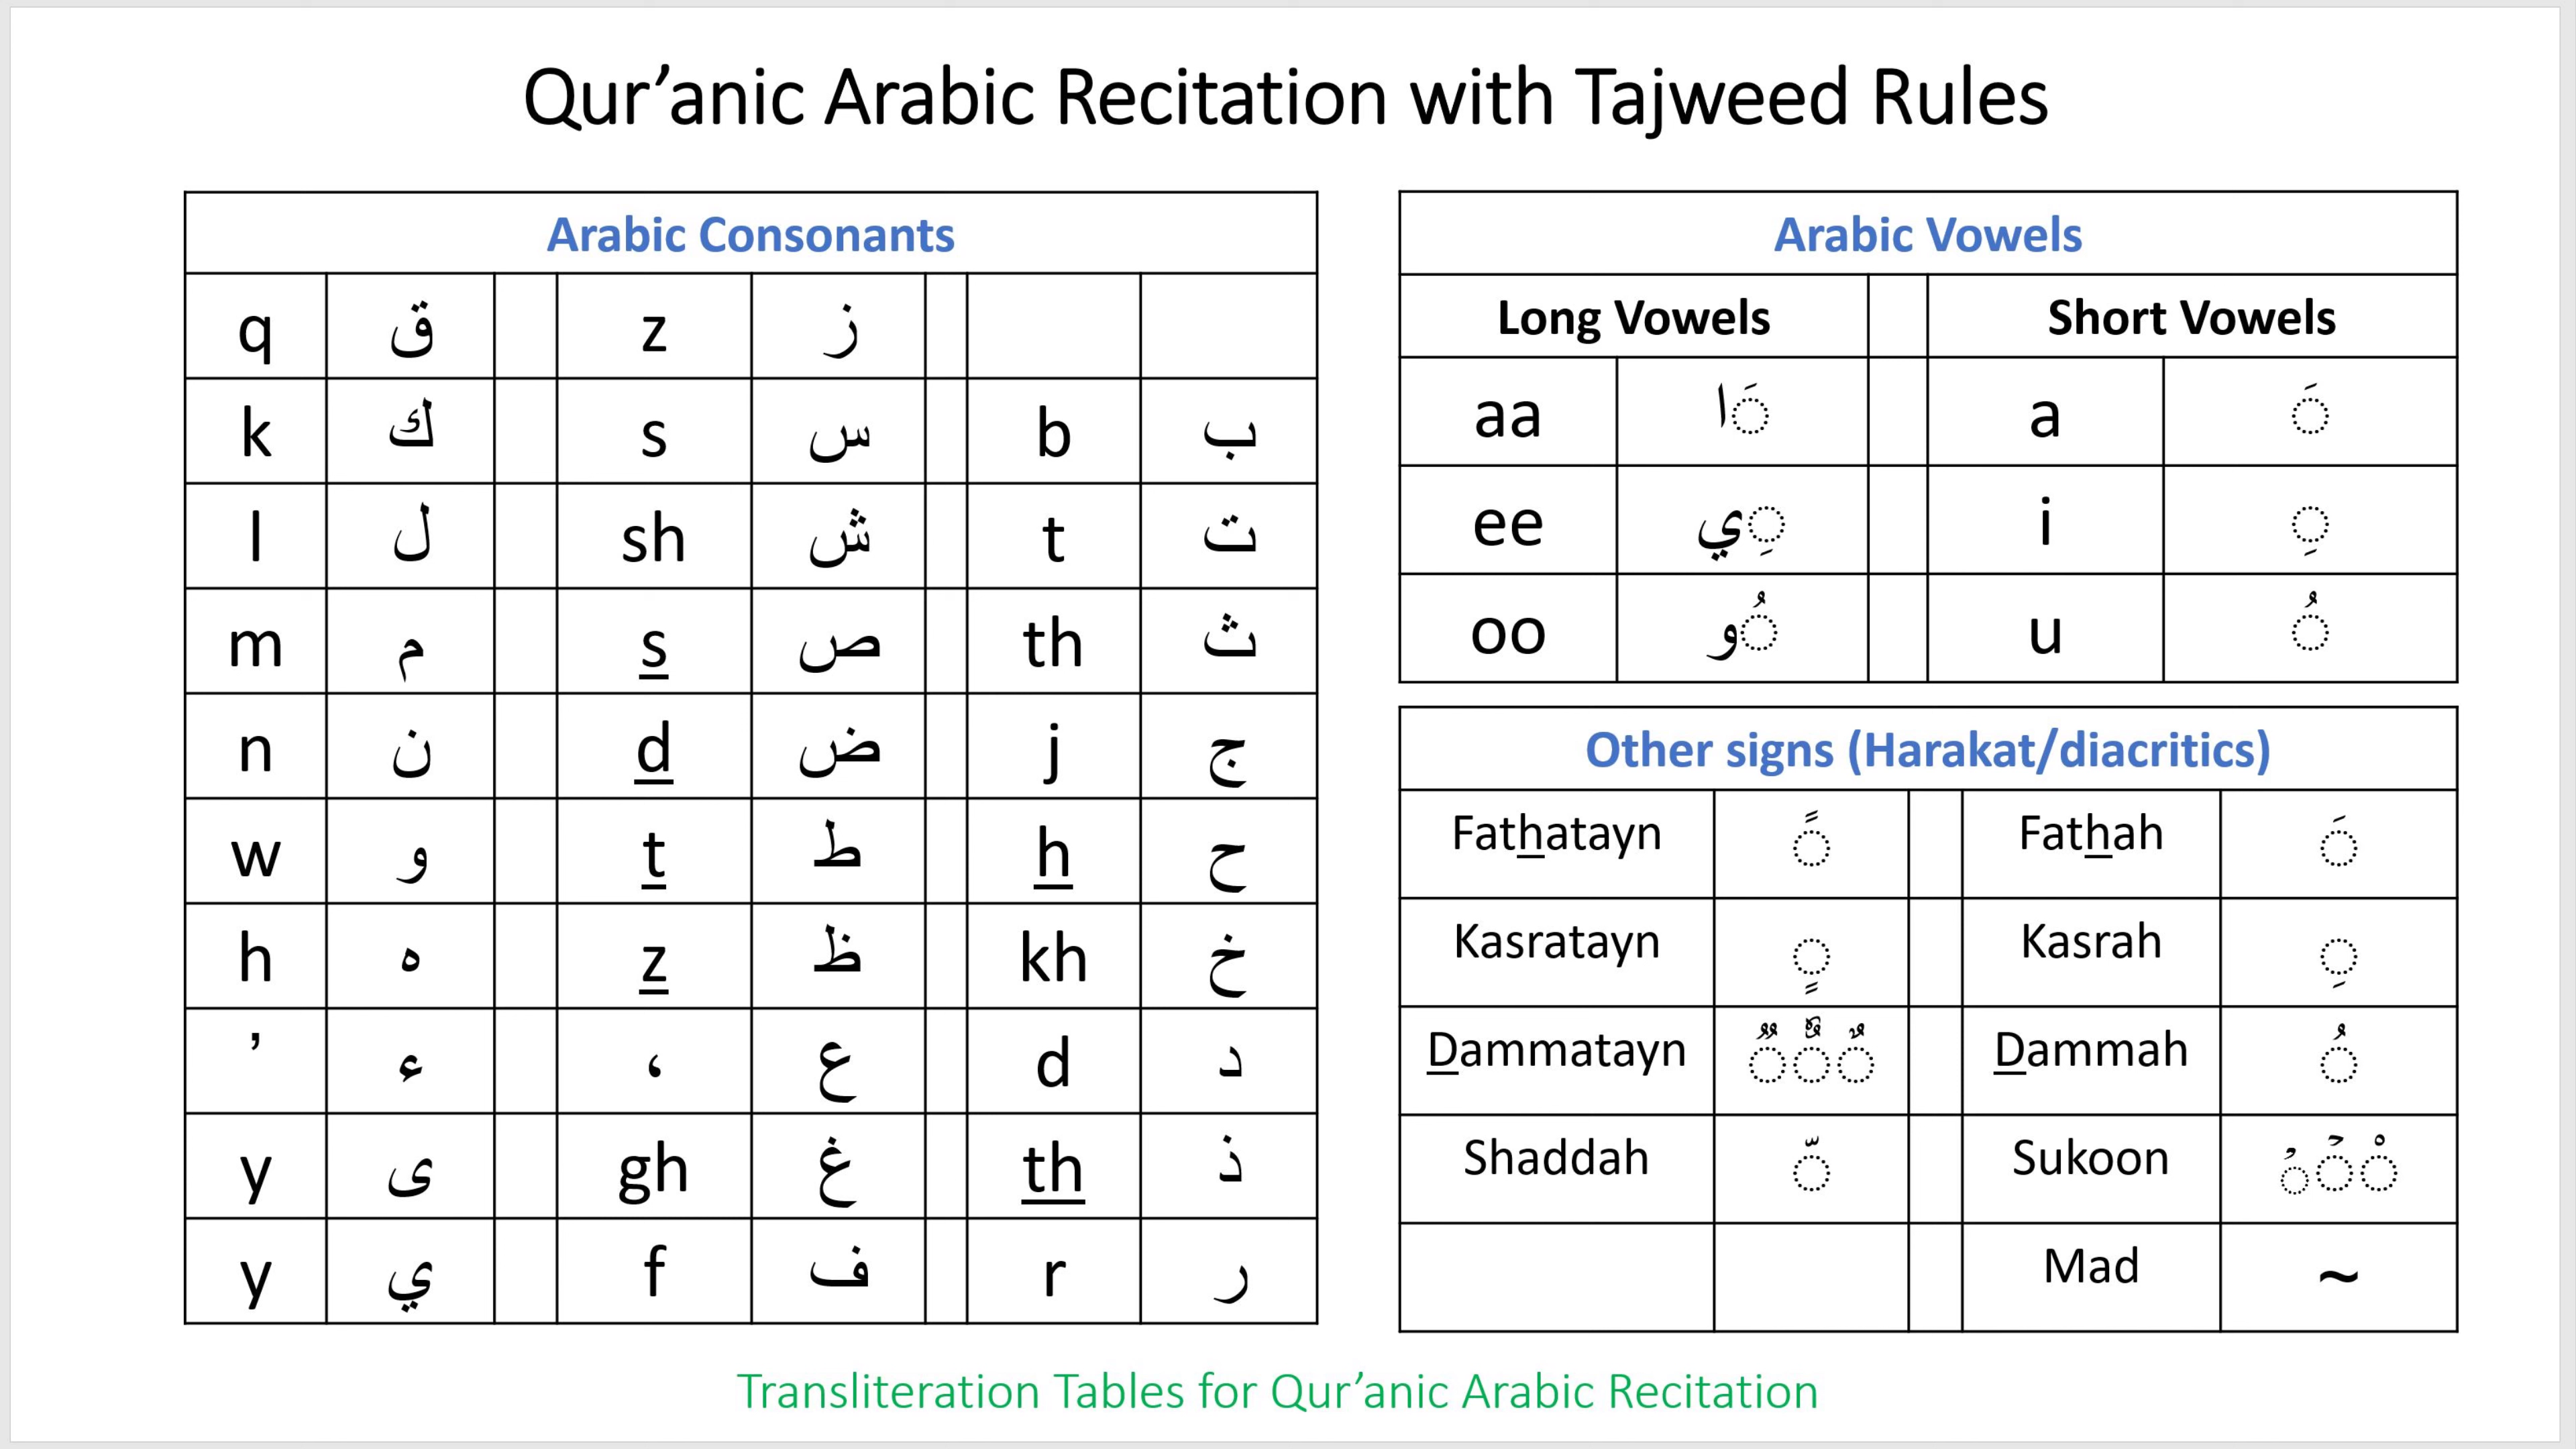 Qur’anic Arabic Recitation with Tajweed Rules
Arabic Consonants
q ق z ز
k ك s س b ب
l ل sh ش t ت
m م s ص th ث
n ن d ض j ج
w و t ط h ح
h ه z ظ kh خ
’ ء ، ع d د
y ى gh غ th ذ
y ي f ف r ر
Arabic Vowels
Long Vowels Short Vowels
aa ◌َا a ◌َ
ee ◌ِي i ◌ِ
oo ◌ُو u ◌ُ
Other signs (Harakat/diacritics)
Fathatayn ◌ً Fathah ◌َ
Kasratayn ◌ٍ Kasrah ◌ِ
Dammatayn ◌ٌ Dammah ◌ُ
Shaddah ◌ّ Sukoon ◌ْ
Mad ~
Transliteration Tables for Qur’anic Arabic Recitation